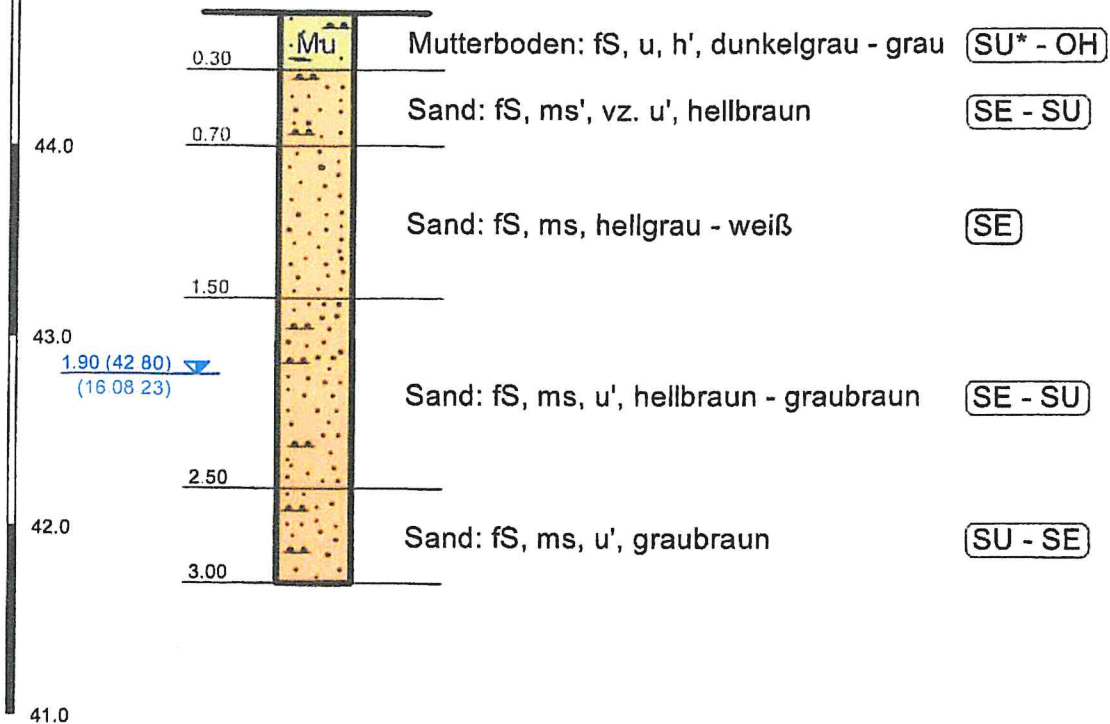 Mu
Mutterboden: fS, u, h', dunkelgrau - grau
SU* - OH
0.30
Sand: fS, ms', vz. u', hellbraun
SE - SU
0.70
44.0
Sand: fS, ms, hellgrau - weiß
SE
1.50
43.0
1.90 (42 80)
(16 08 23)
Sand: fS, ms, u', hellbraun - graubraun
SE - SU
2.50
42.0
Sand: fS, ms, u', graubraun
SU - SE
3.00
41.0